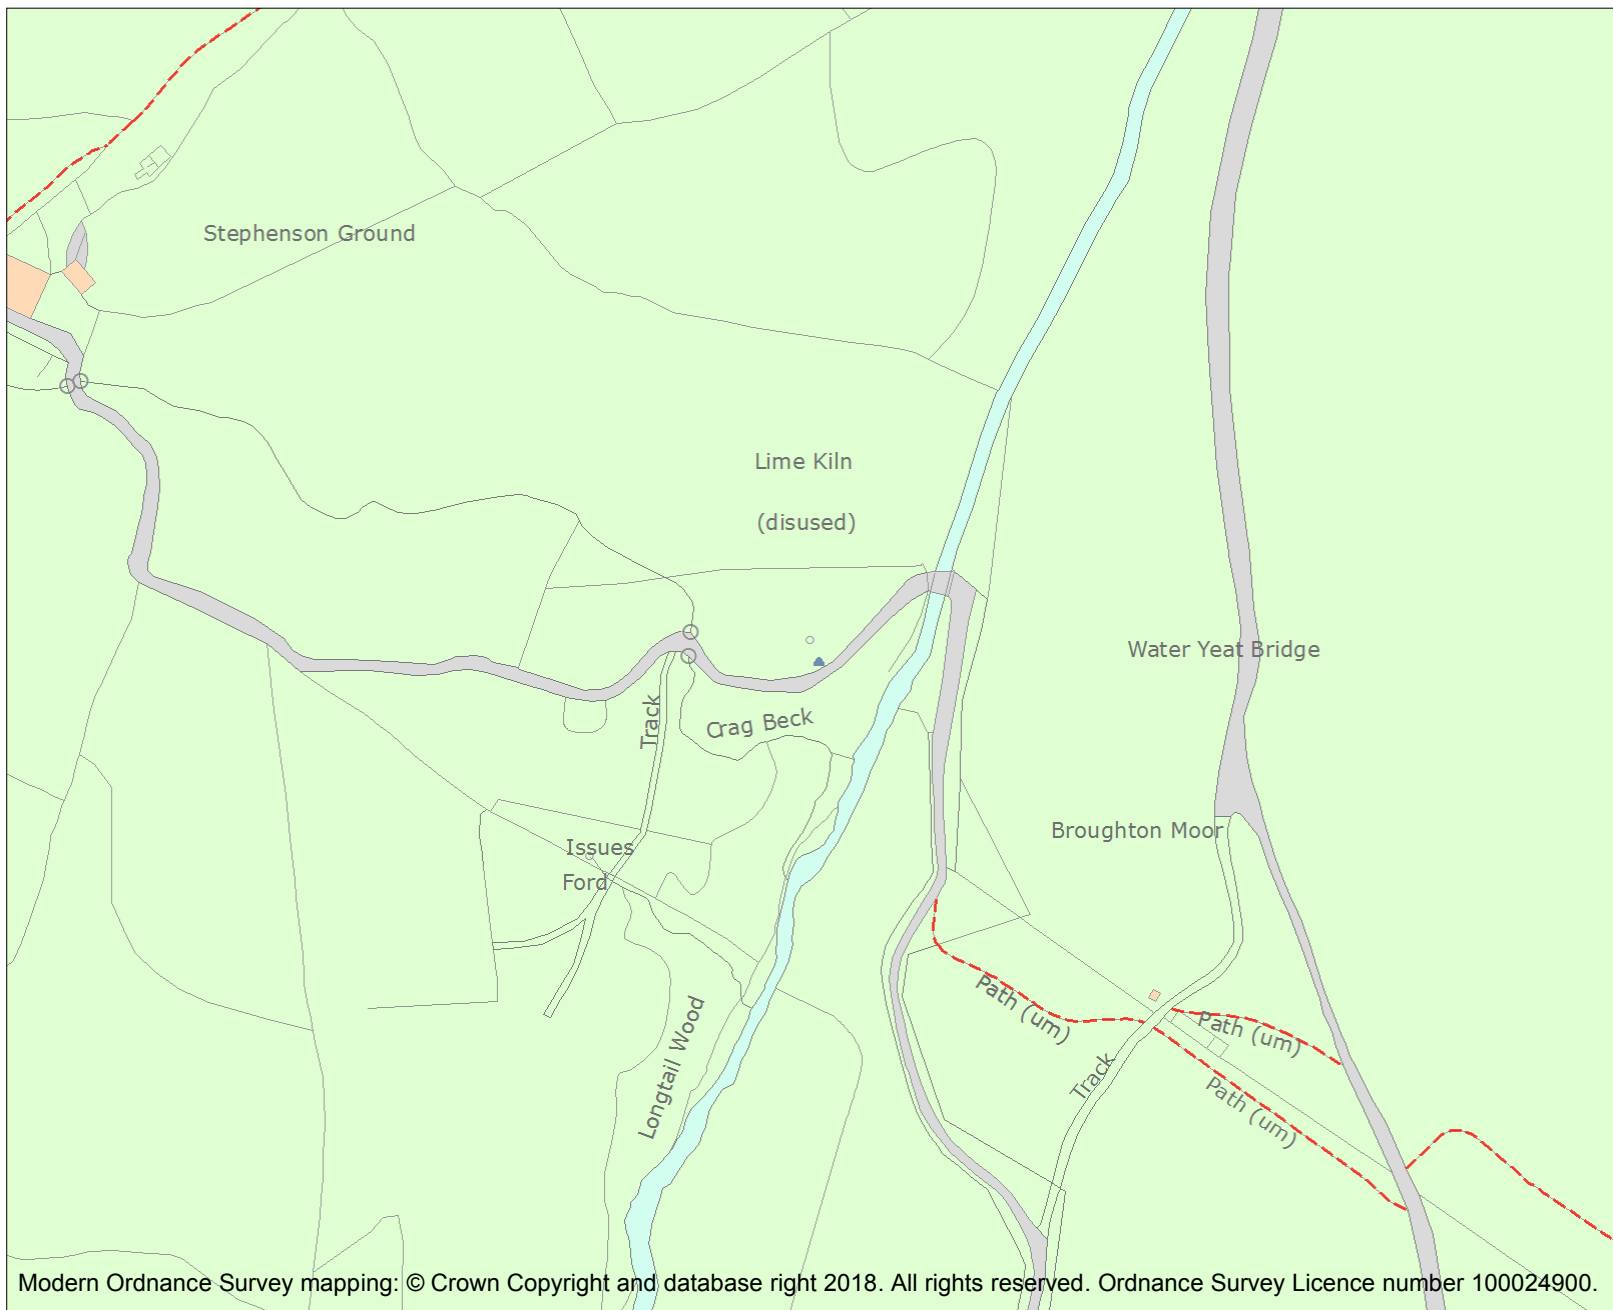 Stephenson Ground
Lime Kiln
(disused)
Water Yeat Bridge
Track
Crag Beck
Broughton Moor
Issues
Ford
Path (um)
Path (um)
Longtail Wood
Track
Path (um)
Modern Ordnance Survey mapping: © Crown Copyright and database right 2018. All rights reserved. Ordnance Survey Licence number 100024900.